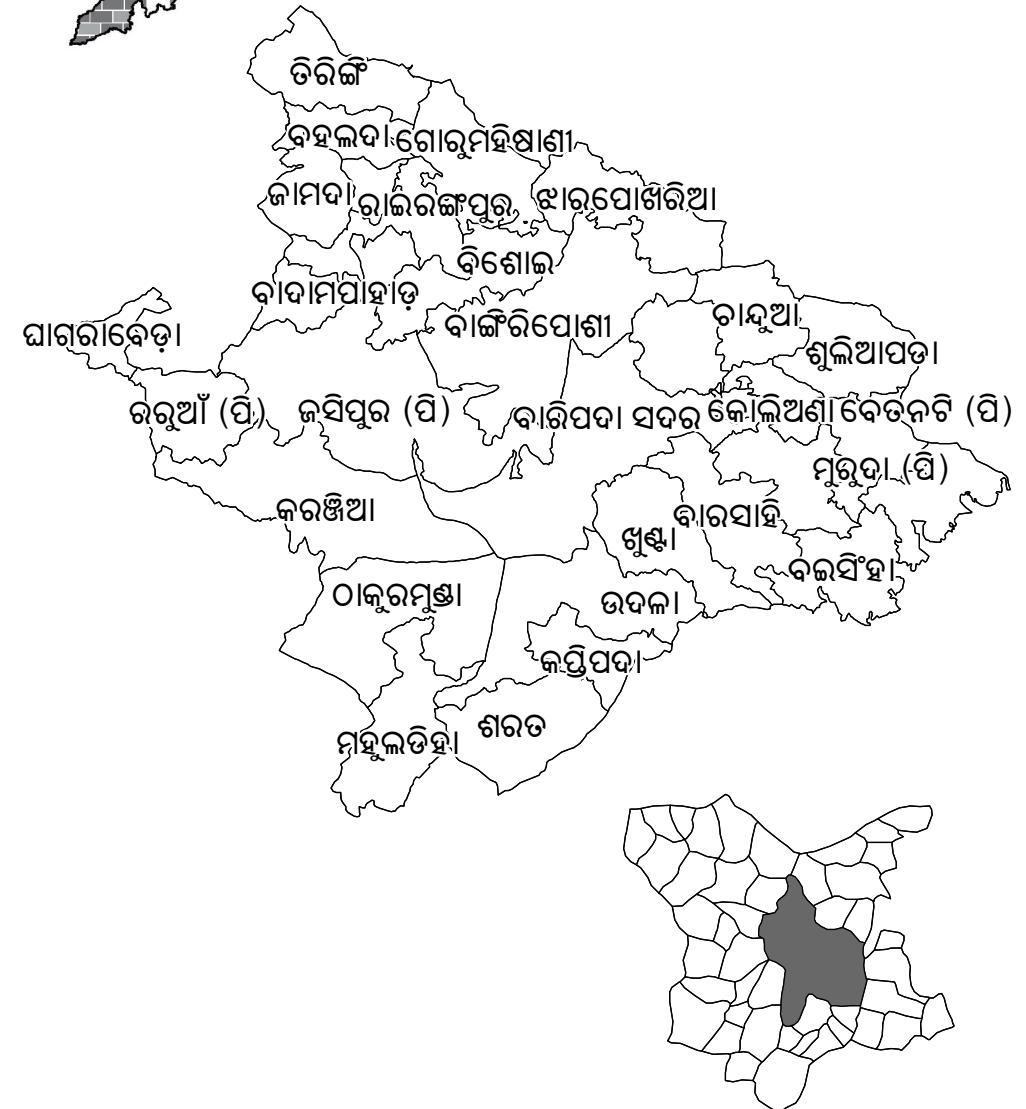 ତିରିଙ୍ଗି
ବହଲଦା
ଗୋରୁମହିଷାଣୀ
ଜାମଦା
ରାଇରଙ୍ଗପୁର
ଝାରପୋଖରିଆ
ବିଶୋଇ
ବାଦାମପାହାଡ଼
ବାଙ୍ଗିରିପୋଶୀ
ଚାନ୍ଦୁଆ
ଘାଗରାବେଡ଼ା
ଶୁଲିଆପଡା
ରରୁଆଁ (ପି)
ଜସିପୁର (ପି)
ବାରିପଦା ସଦର
କୋଲିଅଣା
ବେତନଟି (ପି)
ମୁରୁଦା (ପି)
କରଞ୍ଜିଆ
ବାରସାହି
ଖୁଣ୍ଟା
ବଇସିଂହା
ଠାକୁରମୁଣ୍ଡା
ଉଦଳା
କପ୍ତିପଦା
ଶରତ
ମହୁଲଡିହା